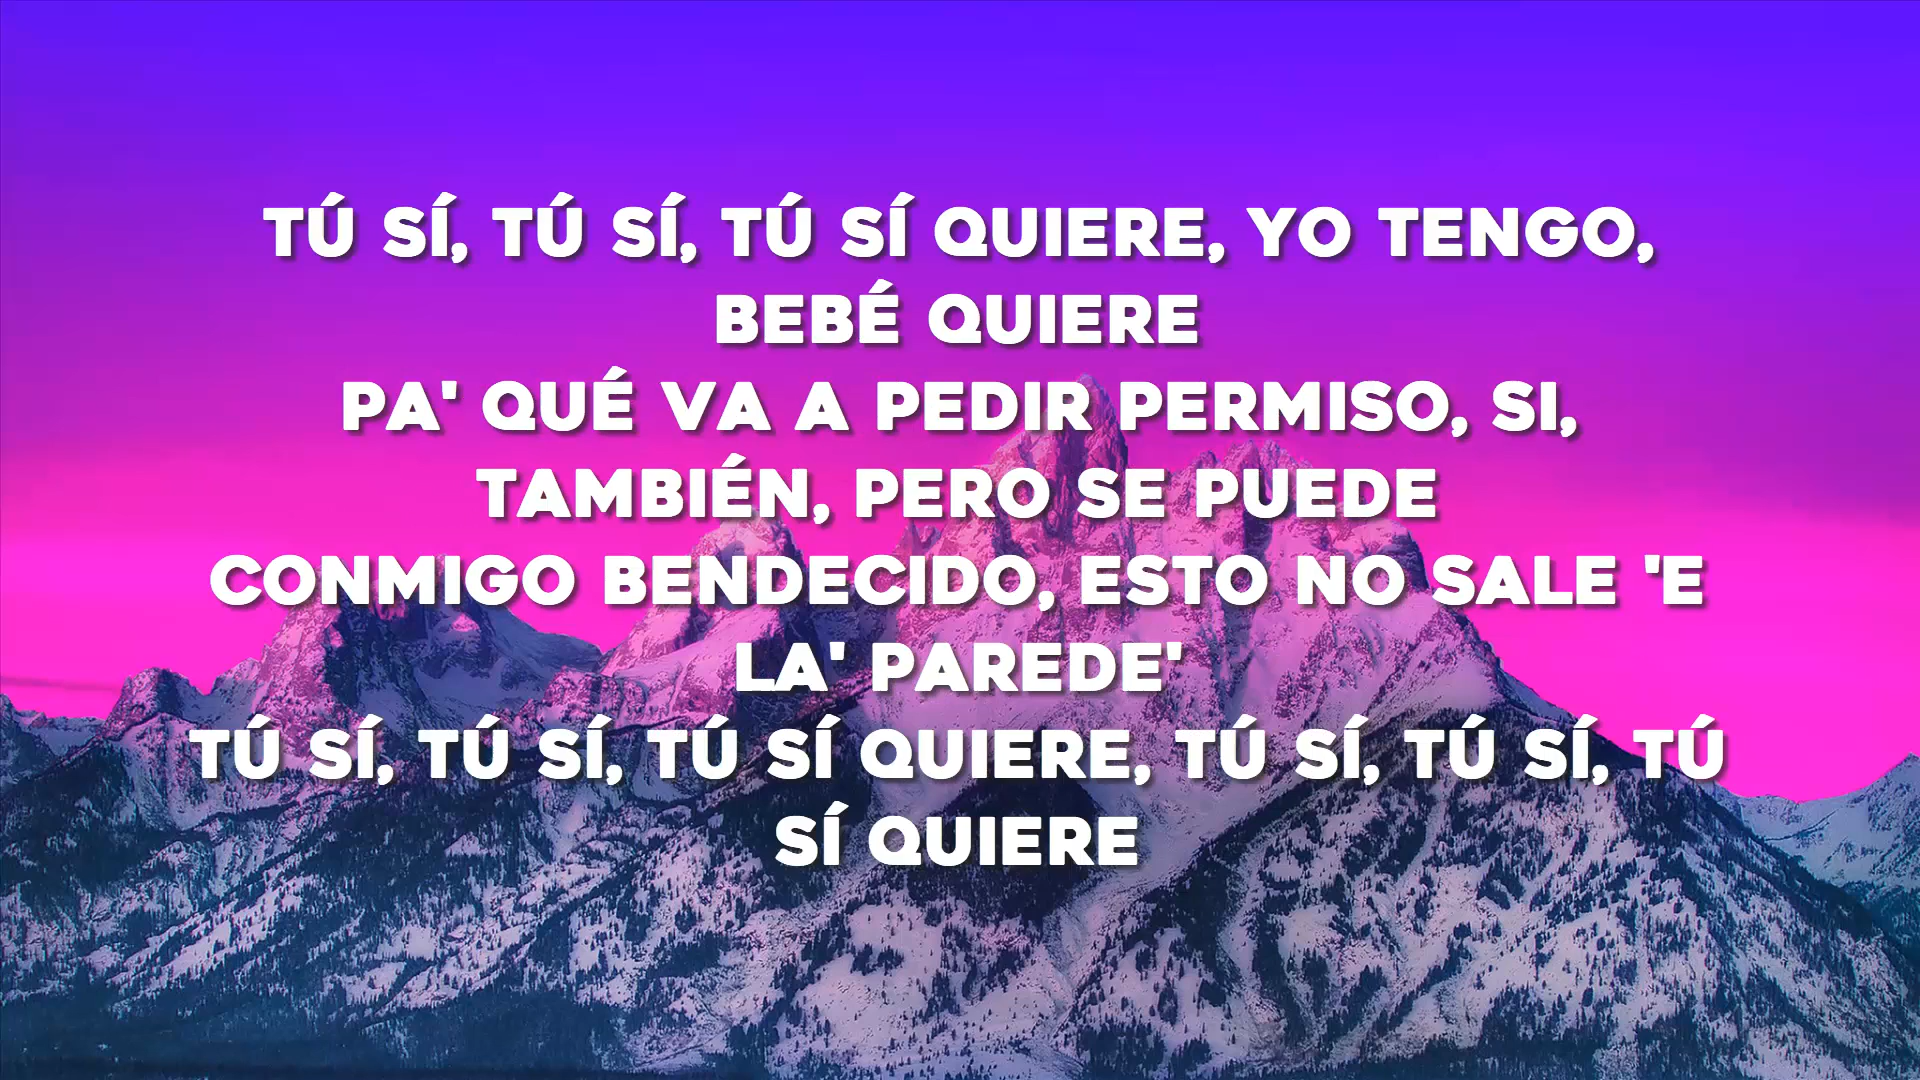 TÚ SÍ, TÚ SÍ, TÚ SÍ QUIERE, YO TENGO,
BEBÉ QUIERE
PA' QUÉ VA A PEDIR PERMISO, SI,
TAMBIÉN, PERO SE PUEDE
CONMIGO BENDECIDO, ESTO NO SALE 'E
LA' PAREDE'
TÚ SÍ, TÚ SÍ, TÚ SÍ QUIERE, TÚ SÍ, TÚ SÍ, TÚ
SÍ QUIERE